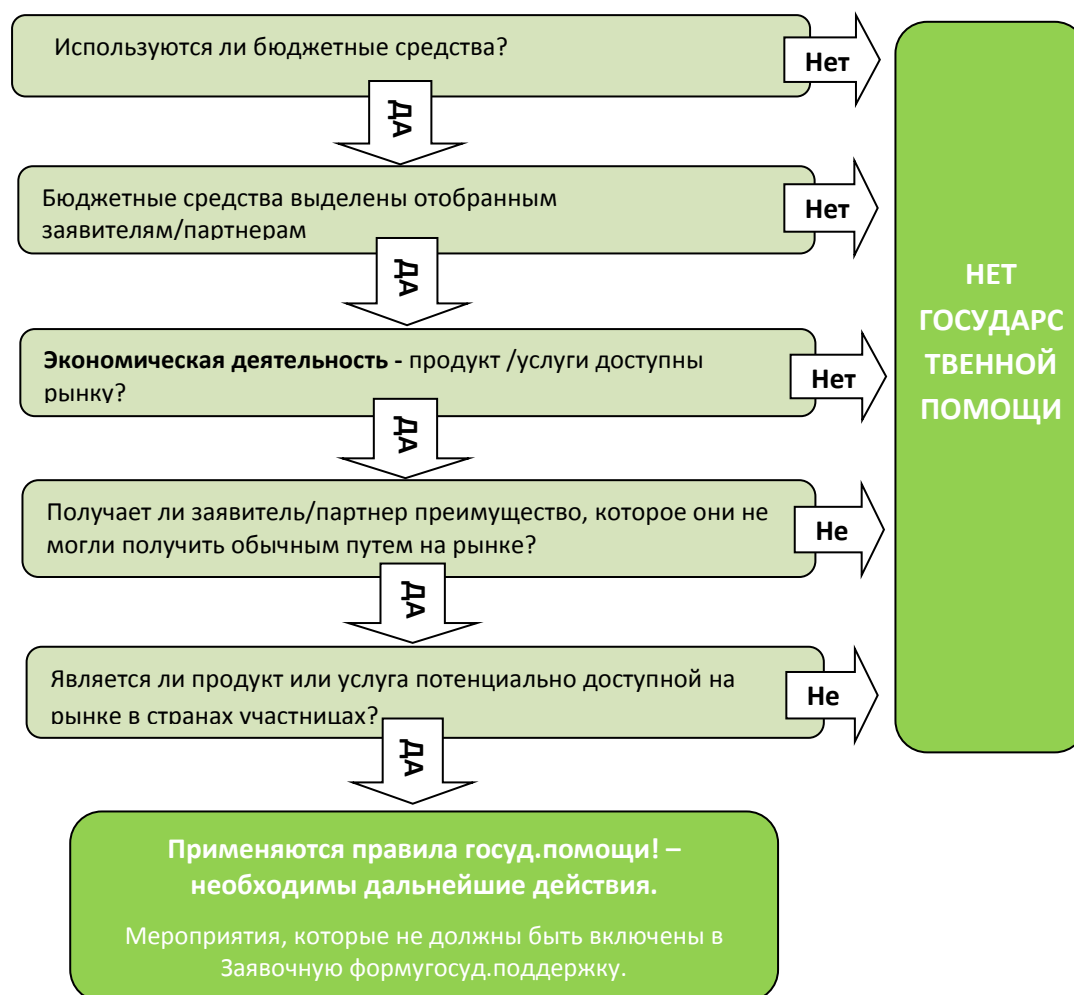 Используются ли бюджетные средства?
Нет
ДА
Бюджетные средства выделены отобранным
заявителям/партнерам
Нет
ДА
Экономическая деятельность - продукт /услуги доступны
рынку?
Нет
ДА
Получает ли заявитель/партнер преимущество, которое они не
могли получить обычным путем на рынке?
Не
ДА
Является ли продукт или услуга потенциально доступной на
рынке в странах участницах?
Не
ДА
НЕТ
ГОСУДАРС
ТВЕННОЙ
ПОМОЩИ
Применяются правила госуд.помощи! –
необходимы дальнейшие действия.
Мероприятия, которые не должны быть включены в
Заявочную формугосуд.поддержку.